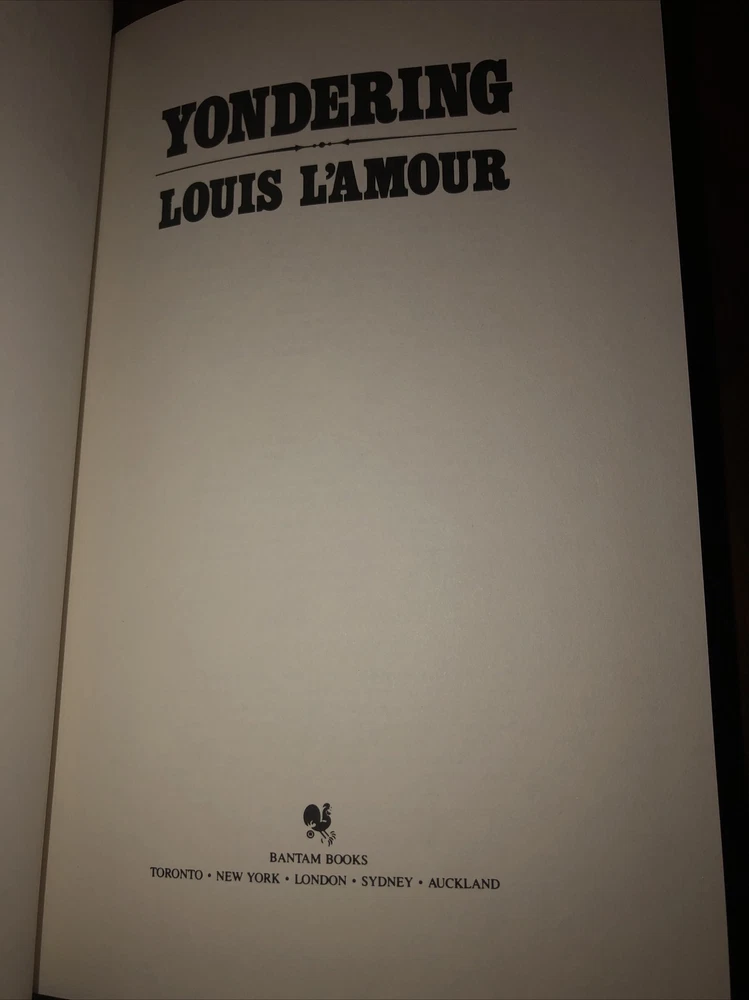 YONDERING
LOUIS L'AMOUR
BANTAM BOOKS
TORONTO • NEW YORK • LONDON • SYDNEY • AUCKLAND